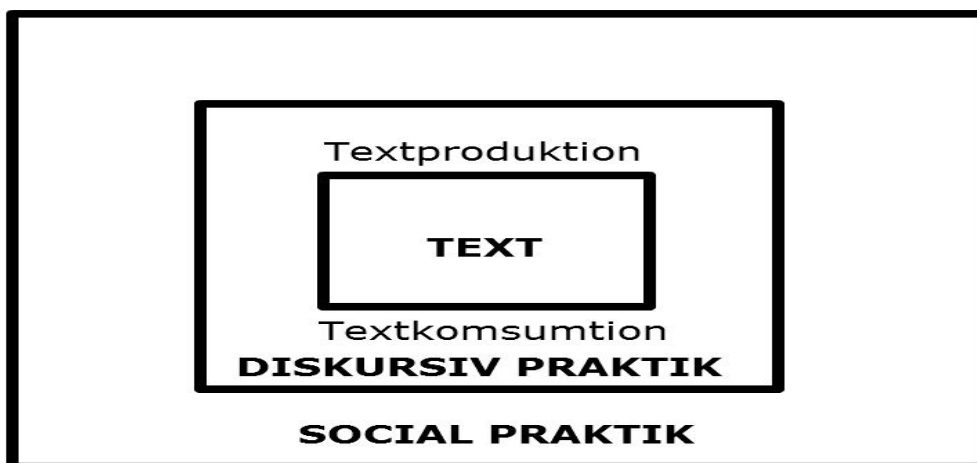 Textproduktion
TEXT
Textkomsumtion
DISKURSIV PRAKTIK
SOCIAL PRAKTIK